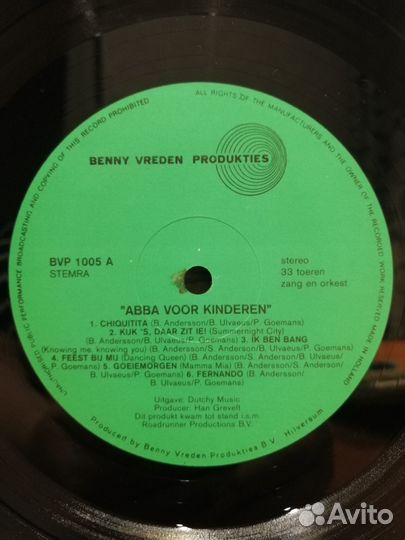 ALL RIGHTS OF THE MANUFACTURERS AND THE OWNER OF THE RECORDED WORK RESERVED MADE IN HOLLAND
UNAUTHORISED PUBLIC PERFORMANCE BROADCASTING AND COPYING OF THIS RECORD PROHIBITED
BENNY VREDEN PRODUKTIES
BVP 1005 A
STEMRA
stereo
33 toeren
zang en orkest
"ABBA VOOR KINDEREN"
1. CHIQUITITA (B. Andersson/B. Ulvaeus/P. Goemans)
2. KUK 'S, DAAR ZIT IE! (Summernight City)
(B. Andersson/B. Ulvaeus/P. Goemans) 3. IK BEN BANG
(Knowing me, knowing you) (B. Andersson/S. Andersson/B. Ulvaeus/
P. Goemans) 4. FEEST BIJ MIJ (Dancing Queen) (B. Andersson/S. Andersson/B. Ulvaeus/
P. Goemans) 5. GOEIEMORGEN (Mamma Mia) (B. Andersson/S. Andersson/
B. Ulvaeus/P. Goemans) 6. FERNANDO (B. Andersson/
B. Ulvaeus/P. Goemans)
Uitgave: Dutchy Music
Producer: Han Grevelt
Dit produkt kwam tot stand i.s.m.
Roadrunner Productions B.V.
Produced by Benny Vreden Produkties B.V. Hilversum
Avito